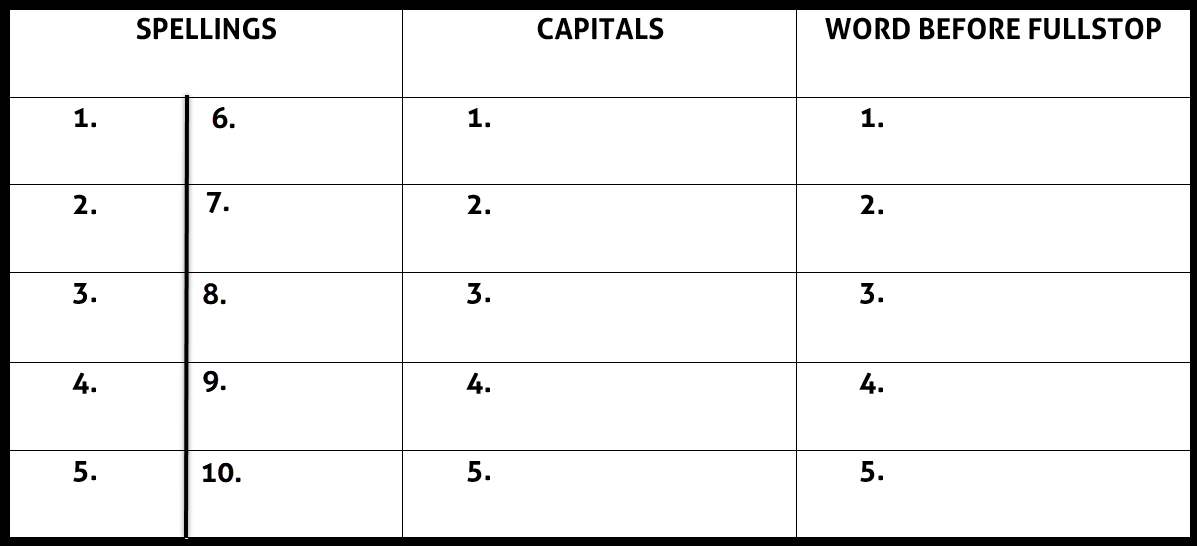 SPELLINGS CAPITALS WORD BEFORE FULLSTOP
1. 6. 1. 1.
2. 7. 2. 2.
3. 8. 3. 3.
4. 9. 4. 4.
5. 10. 5. 5.